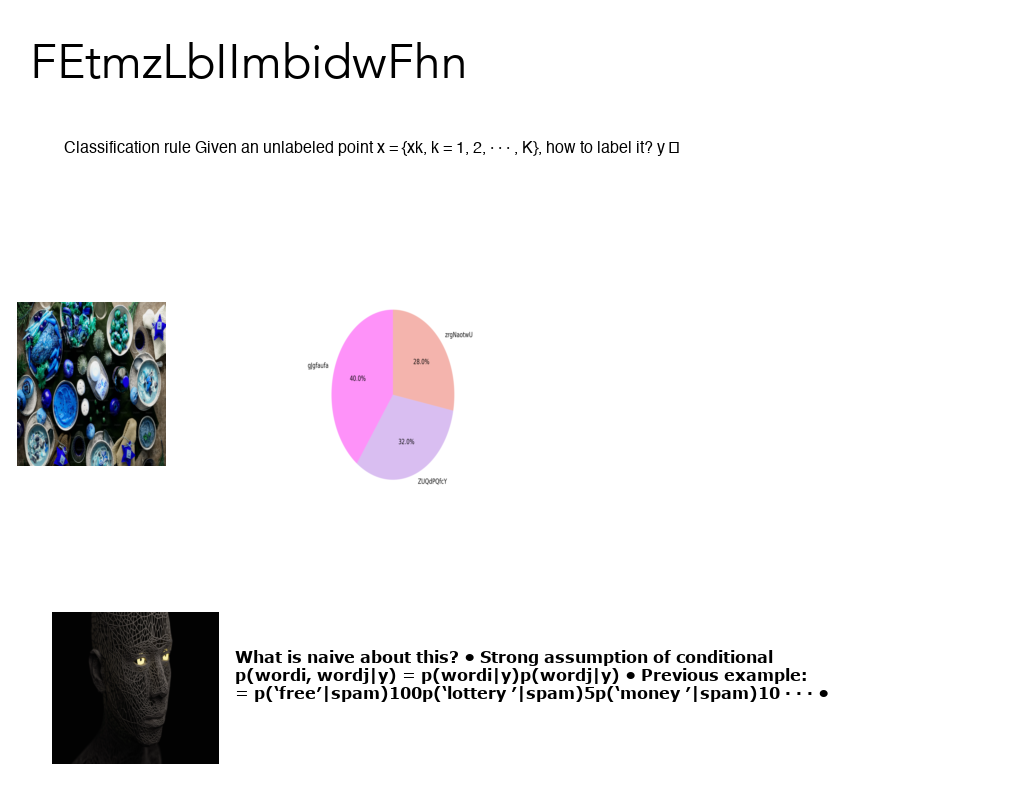 FEtmzLbIImbidwFhn
Classification rule Given an unlabeled point x = {xk, k = 1, 2, · · · , K}, how to label it? y
zrgNaotwU
gJgfaufa
28.0%
40.0%
32.0%
ZUQdPQfcY
What is naive about this? ● Strong assumption of conditional
p(wordi, wordj|y) = p(wordi|y)p(wordj|y) ● Previous example:
= p(‘free’|spam)100p(‘lottery ’|spam)5p(‘money ’|spam)10 · · · ●